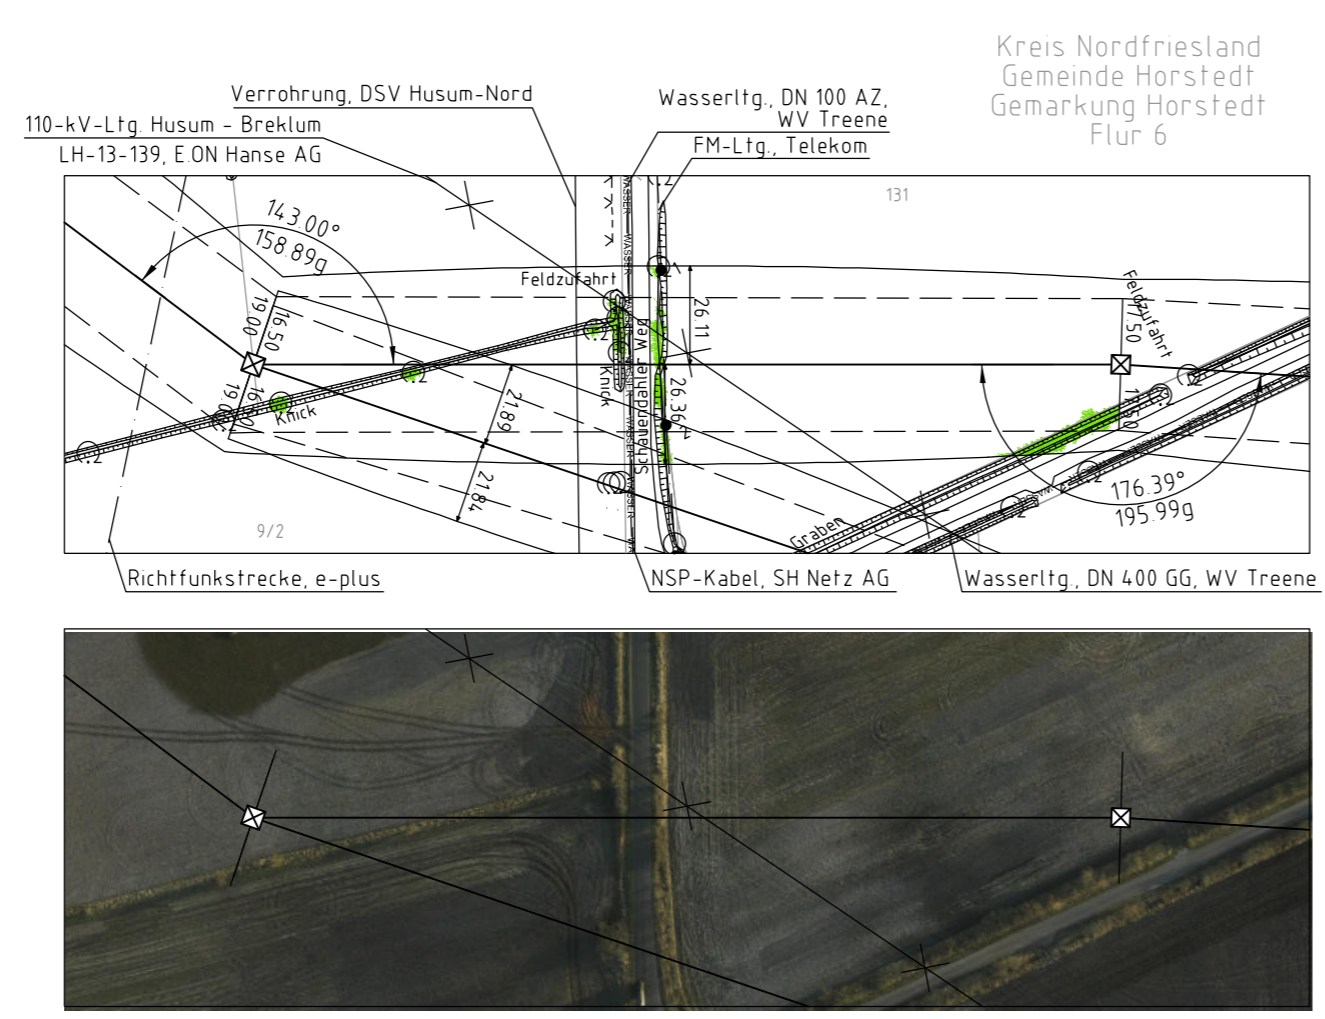 Kreis Nordfriesland
Gemeinde Horstedt
Gemarkung Horstedt
Flur 6
Verrohrung, DSV Husum-Nord
Wasserltg., DN 100 AZ,
WV Treene
110-kV-Ltg. Husum - Breklum
LH-13-139, E.ON Hanse AG
FM-Ltg., Telekom
131
143.00°
158.89g
Feldzufahrt
Feldzufahrt
19.00
16.50
26.11
17.50
WASSER
WASSER
Schauendahler Weg
Knick
Knick
26.36
21.89
21.84
176.39°
195.99g
9/2
Graben
Richtfunkstrecke, e-plus
NSP-Kabel, SH Netz AG
Wasserltg., DN 400 GG, WV Treene